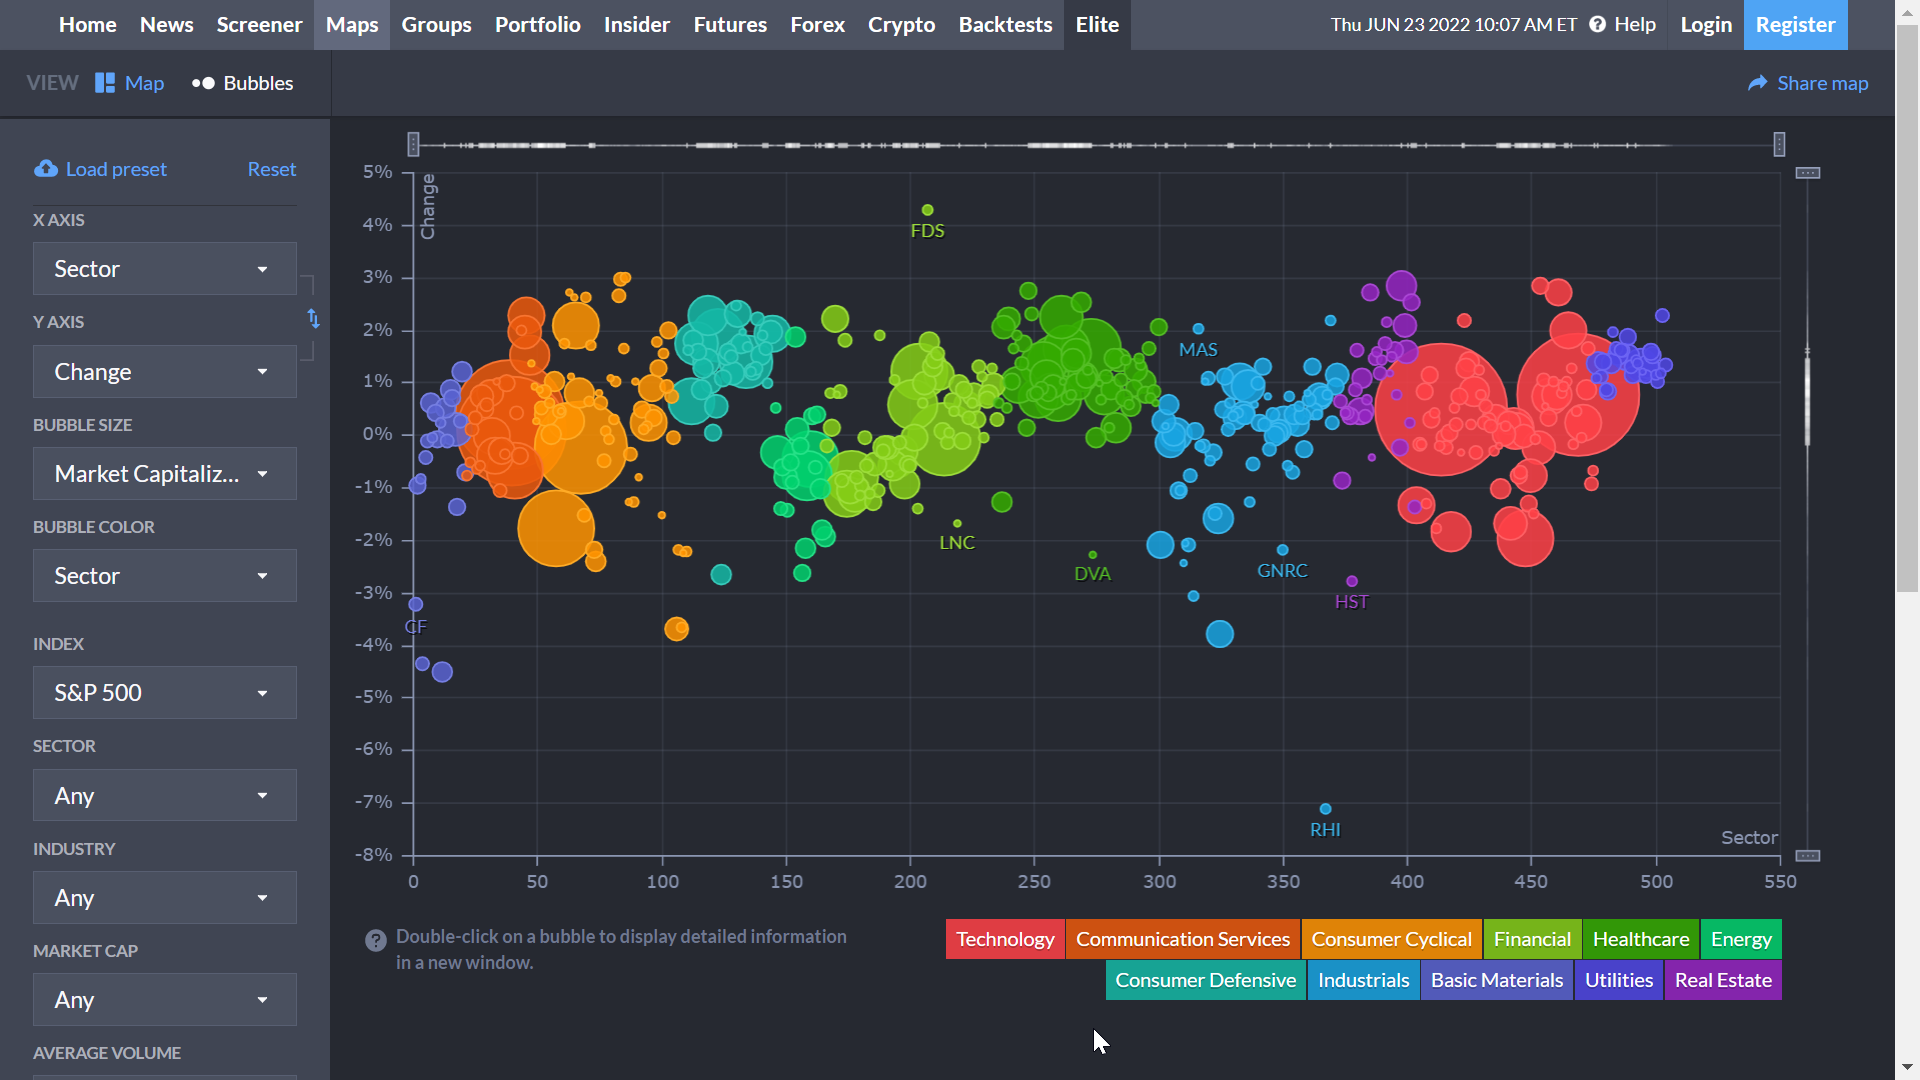 Home News Screener Maps Groups Portfolio Insider Futures Forex Crypto Backtests Elite Thu JUN 23 2022 10:07 AM ET Help Login Register
VIEW Map Bubbles Share map
Load preset Reset
X AXIS
Sector
Y AXIS
Change
BUBBLE SIZE
Market Capitaliz...
BUBBLE COLOR
Sector
INDEX
S&P 500
SECTOR
Any
INDUSTRY
Any
MARKET CAP
Any
AVERAGE VOLUME
Change
5%
4%
3%
2%
1%
0%
-1%
-2%
-3%
-4%
-5%
-6%
-7%
-8%
FDS
MAS
LNC
DVA
GNRC
HST
CF
RHI
Sector
0 50 100 150 200 250 300 350 400 450 500 550
Double-click on a bubble to display detailed information
in a new window.
Technology Communication Services Consumer Cyclical Financial Healthcare Energy
Consumer Defensive Industrials Basic Materials Utilities Real Estate